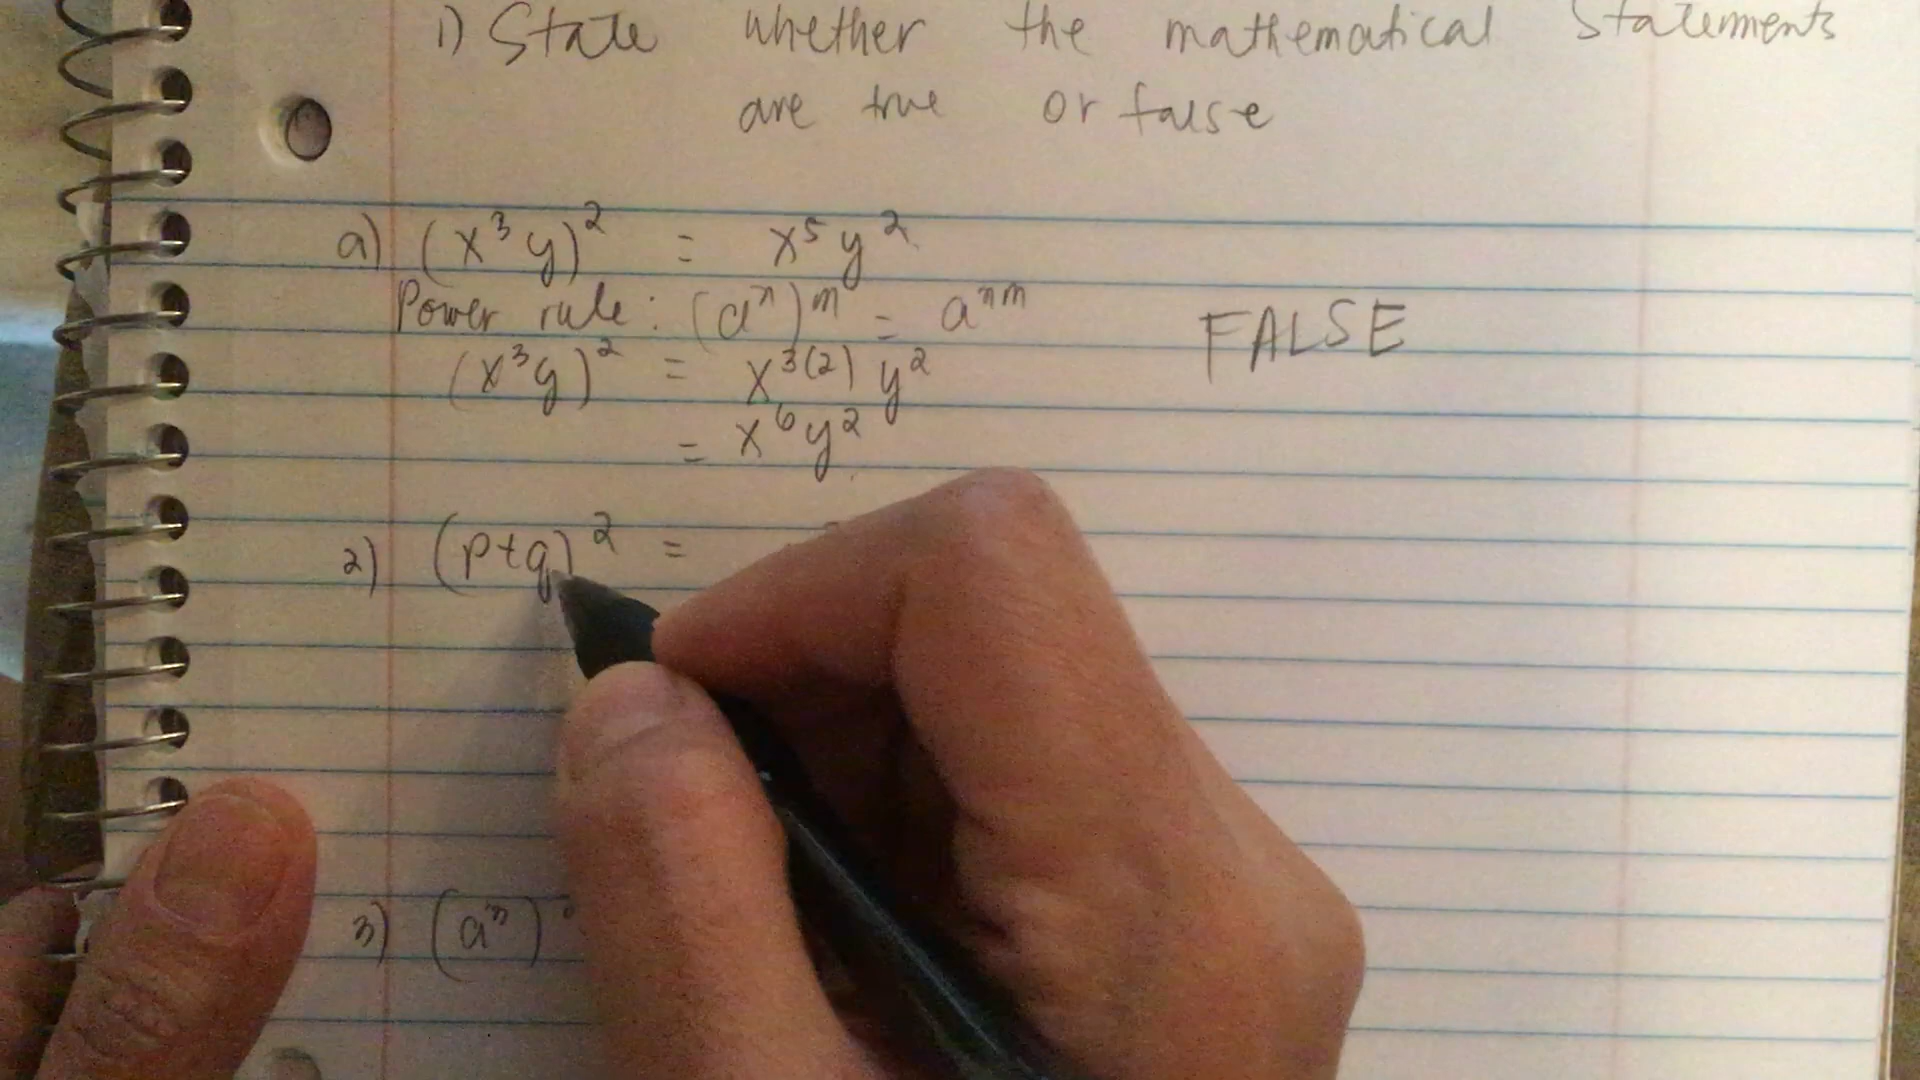 1) State whether the mathematical Statements
are true or false
a) (x³y)² = x⁵y²
Power rule: (aⁿ)ᵐ = aⁿᵐ
FALSE
(x³y)² = x³⁽²⁾ y²
= x⁶y²
2) (p+q)² =
3) (aⁿ)